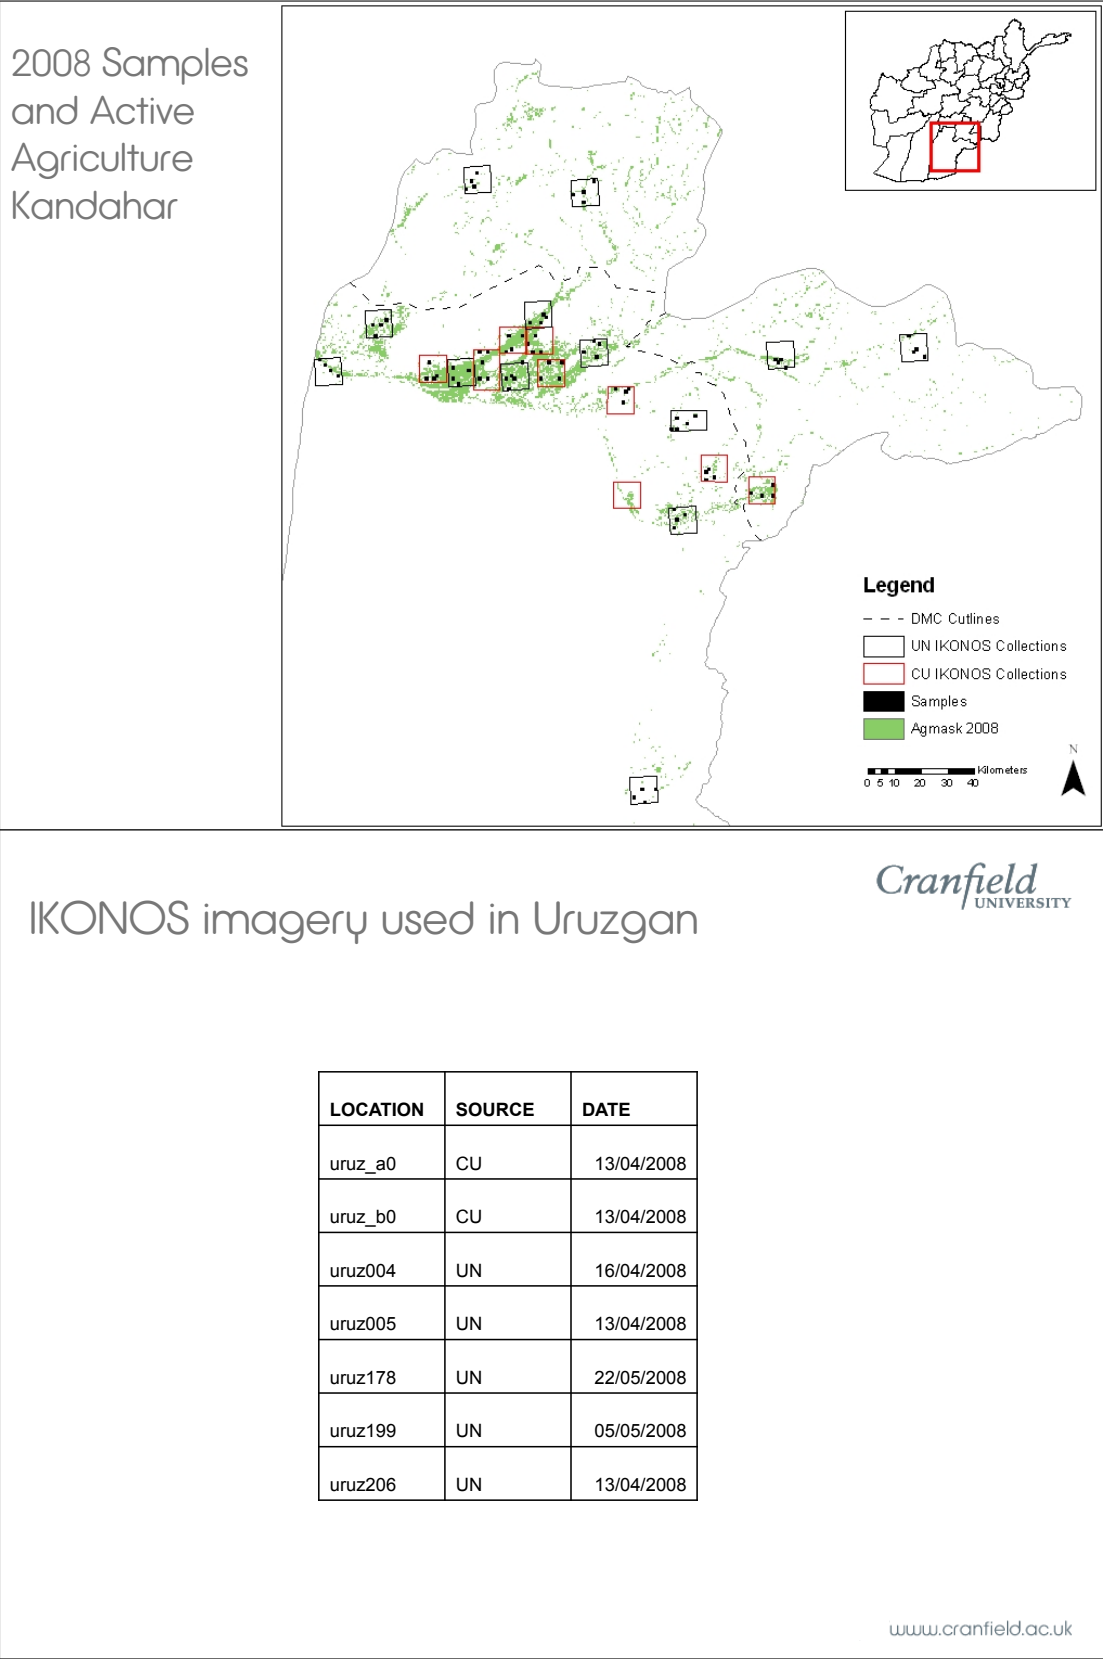 2008 Samples
and Active
Agriculture
Kandahar
Legend
DMC Cutlines
UN IKONOS Collections
CU IKONOS Collections
Samples
Agmask 2008
N
Kilometers
0 5 10 20 30 40
Cranfield
UNIVERSITY
IKONOS imagery used in Uruzgan
LOCATION SOURCE DATE
uruz_a0 CU 13/04/2008
uruz_b0 CU 13/04/2008
uruz004 UN 16/04/2008
uruz005 UN 13/04/2008
uruz178 UN 22/05/2008
uruz199 UN 05/05/2008
uruz206 UN 13/04/2008
www.cranfield.ac.uk